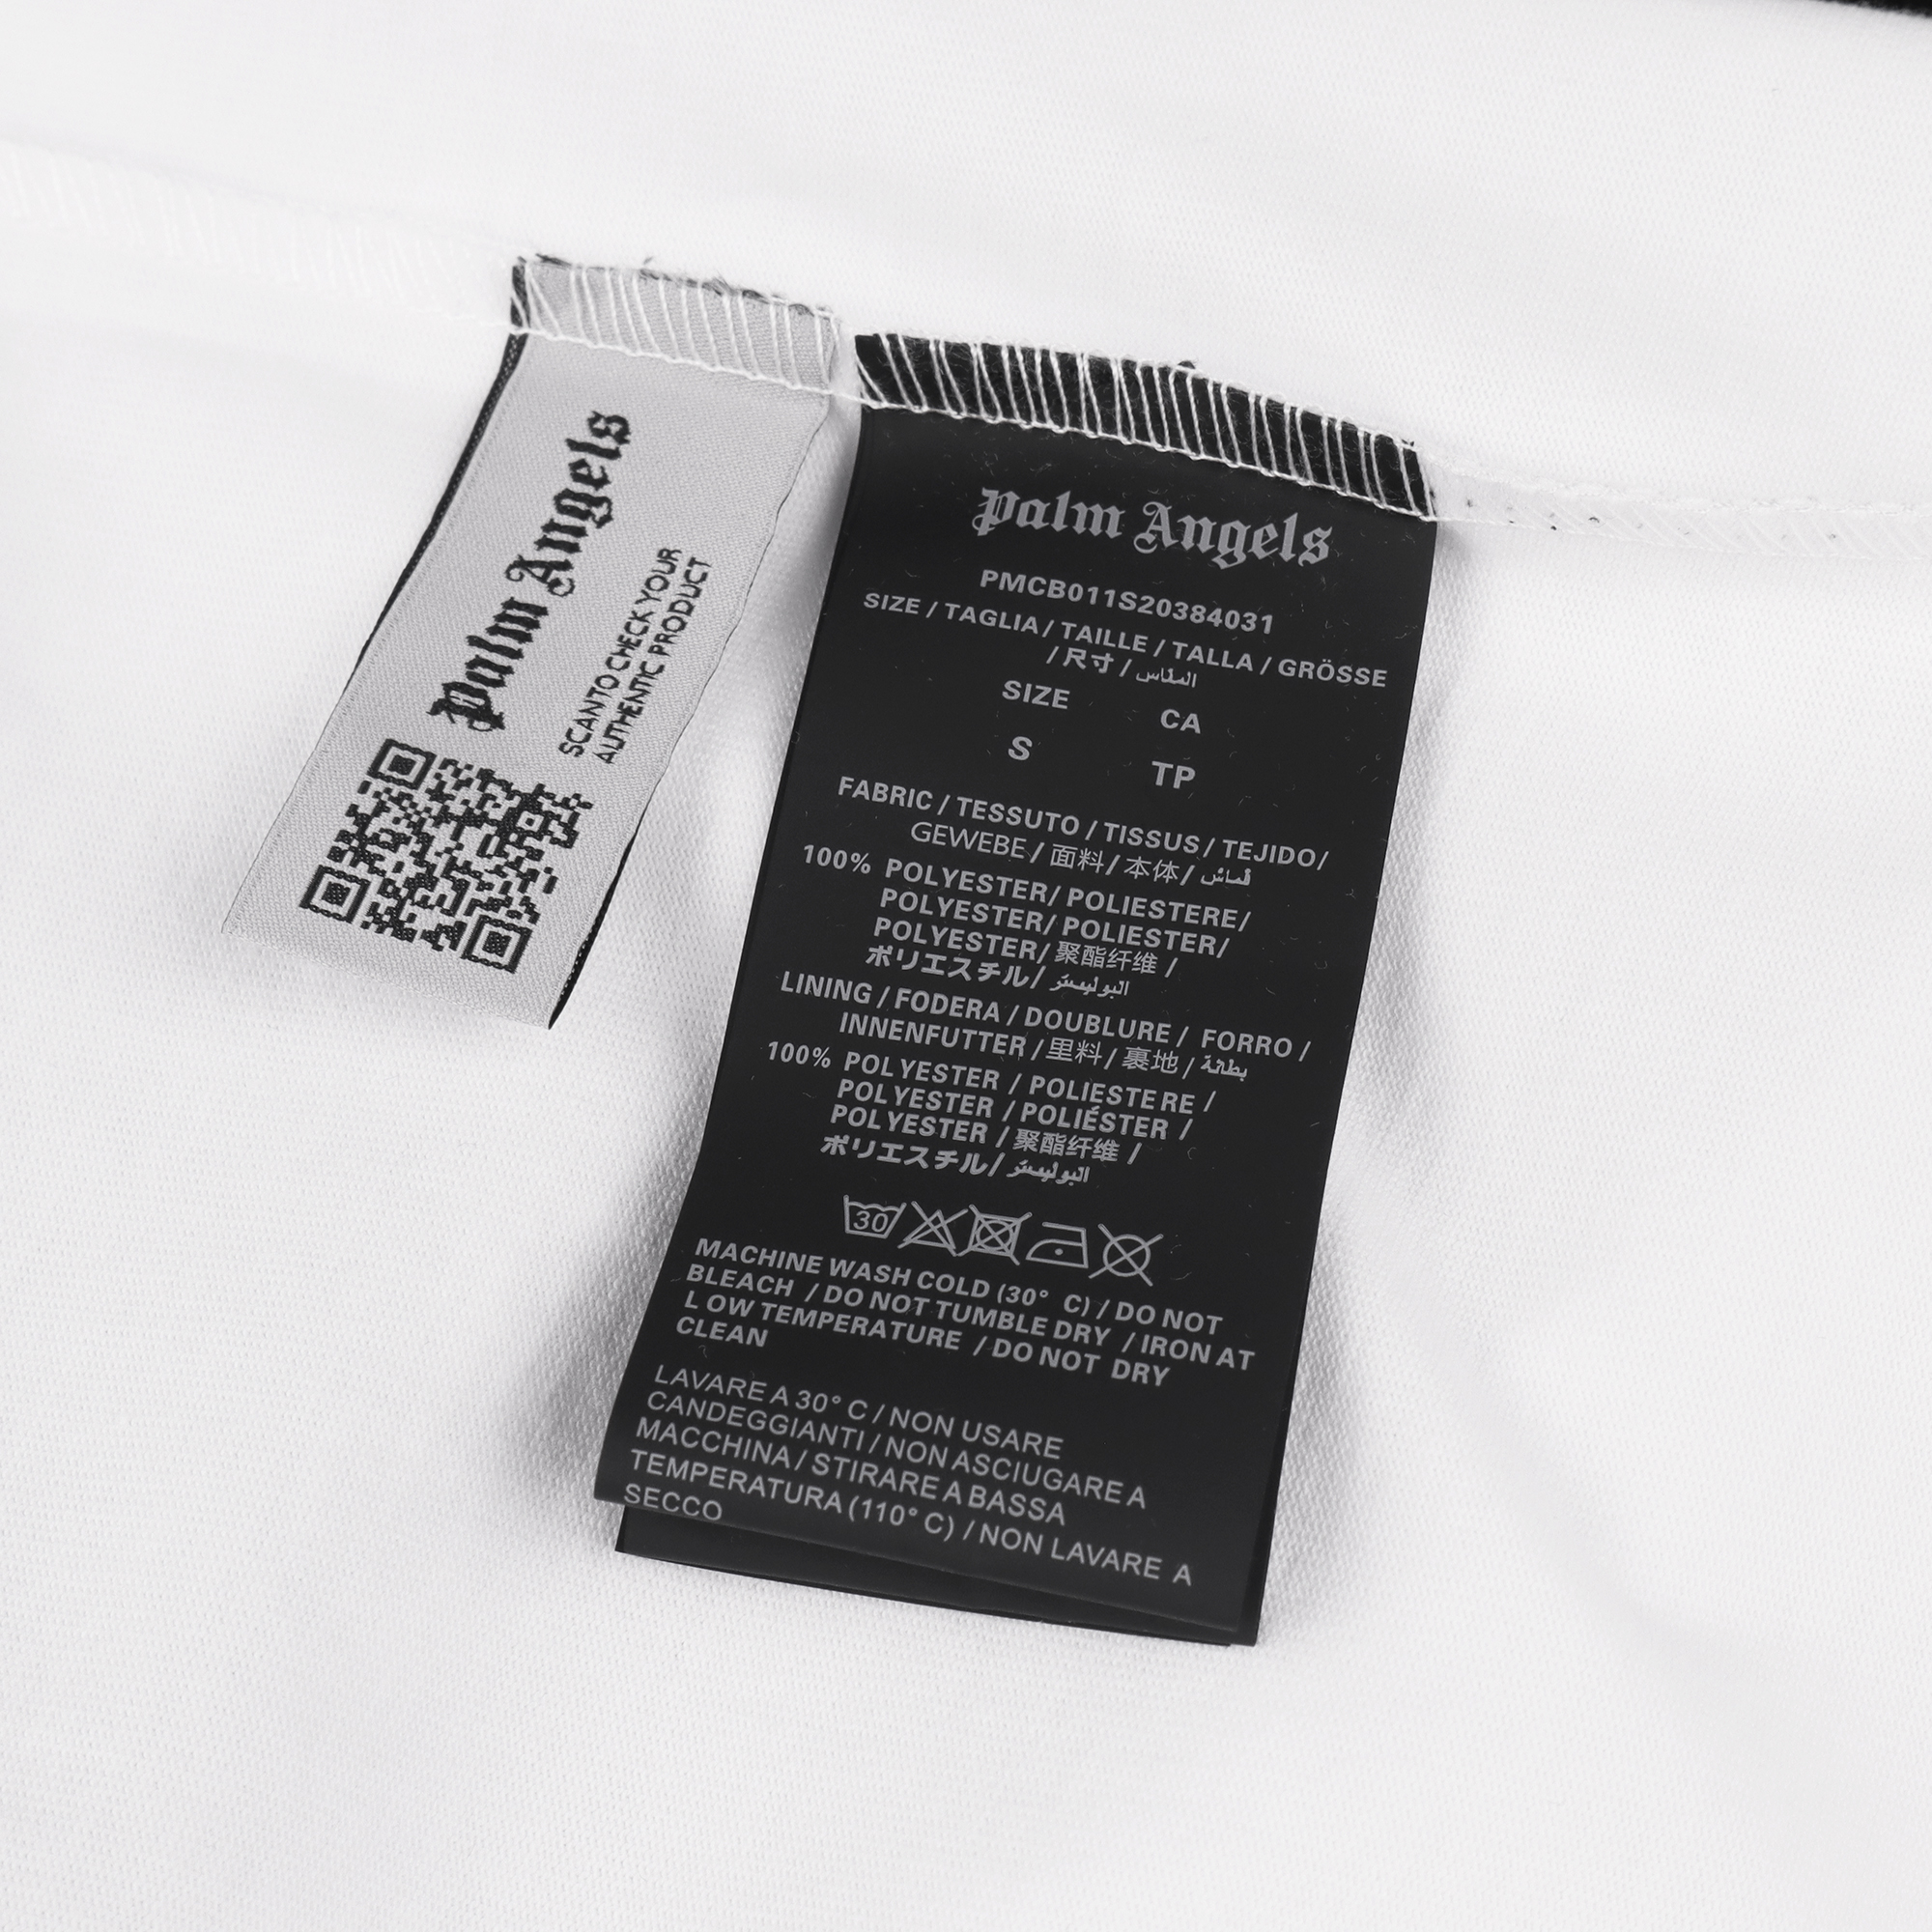 Palm Angels
SCAN TO CHECK YOUR
AUTHENTIC PRODUCT
Palm Angels
PMCB011S20384031
SIZE / TAGLIA / TAILLE / TALLA / GRÖSSE
/ 尺寸 / المقاس
SIZE CA
S TP
FABRIC / TESSUTO / TISSUS / TEJIDO /
GEWEBE / 面料 / 本体 / قماش
100% POLYESTER/ POLIESTERE/
POLYESTER/ POLIESTER/
POLYESTER/ 聚酯纤维 /
ポリエスチル/ البوليستر
LINING / FODERA / DOUBLURE / FORRO /
INNENFUTTER / 里料 / 裏地 / بطانة
100% POLYESTER / POLIESTERE /
POLYESTER / POLIÉSTER /
POLYESTER / 聚酯纤维 /
ポリエスチル/ البوليستر
30
MACHINE WASH COLD (30° C) / DO NOT
BLEACH / DO NOT TUMBLE DRY / IRON AT
LOW TEMPERATURE / DO NOT DRY
CLEAN
LAVARE A 30° C / NON USARE
CANDEGGIANTI / NON ASCIUGARE A
MACCHINA / STIRARE A BASSA
TEMPERATURA (110° C) / NON LAVARE A
SECCO